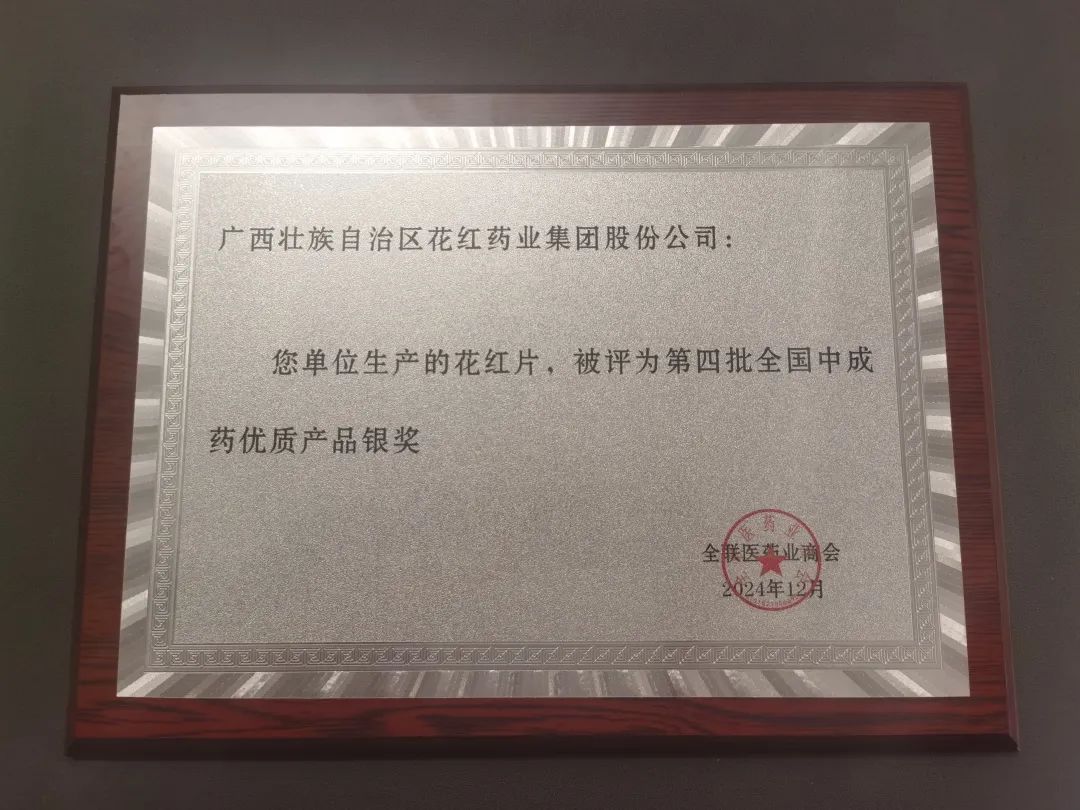 广西壮族自治区花红药业集团股份公司：
您单位生产的花红片，被评为第四批全国中成
药优质产品银奖
全联医药业商会
2024年12月